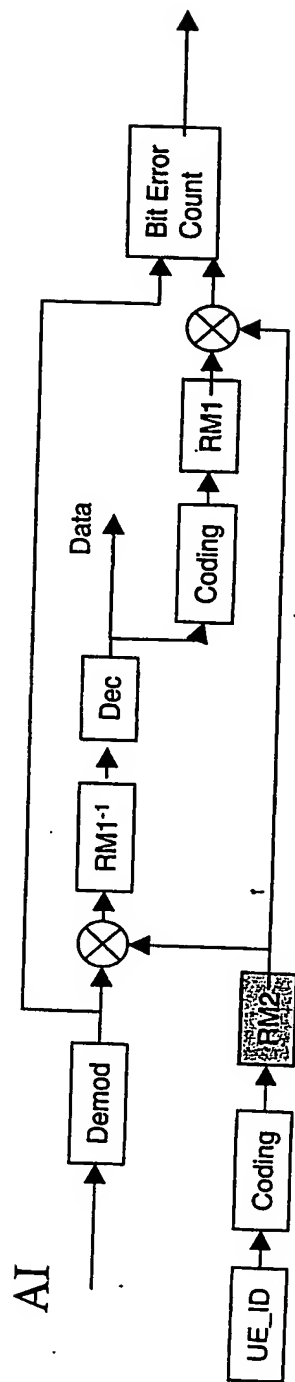 AI
Demod
RM1⁻¹
Dec
Data
Coding
RM1
Bit Error
Count
UE_ID
Coding
RM2